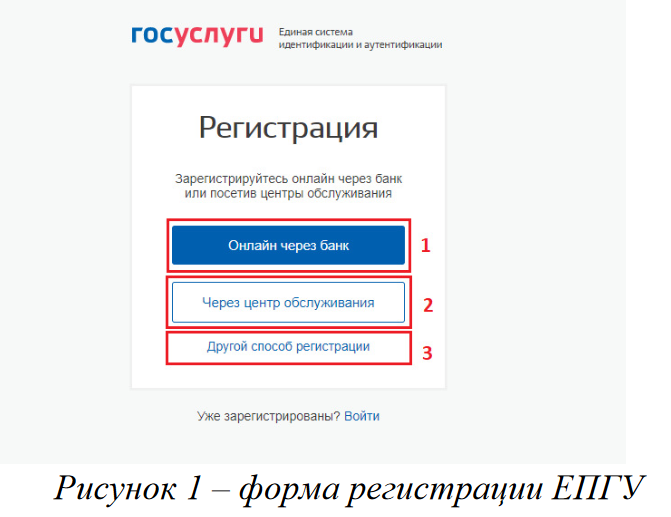 госуслуги
Единая система
идентификации и аутентификации
Регистрация
Зарегистрируйтесь онлайн через банк
или посетив центры обслуживания
Онлайн через банк 1
Через центр обслуживания 2
Другой способ регистрации 3
Уже зарегистрированы? Войти
Рисунок 1 – форма регистрации ЕПГУ